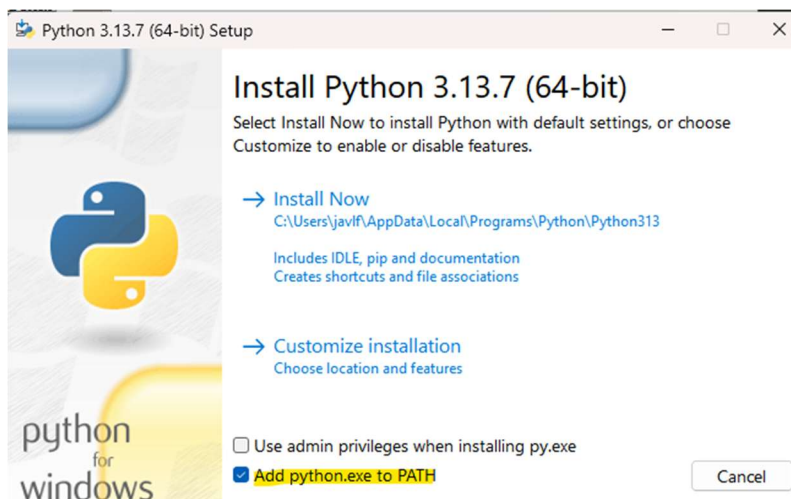 Python 3.13.7 (64-bit) Setup
Install Python 3.13.7 (64-bit)
Select Install Now to install Python with default settings, or choose
Customize to enable or disable features.
Install Now
C:\Users\javlf\AppData\Local\Programs\Python\Python313
Includes IDLE, pip and documentation
Creates shortcuts and file associations
Customize installation
Choose location and features
python
for
windows
Use admin privileges when installing py.exe
Add python.exe to PATH
Cancel